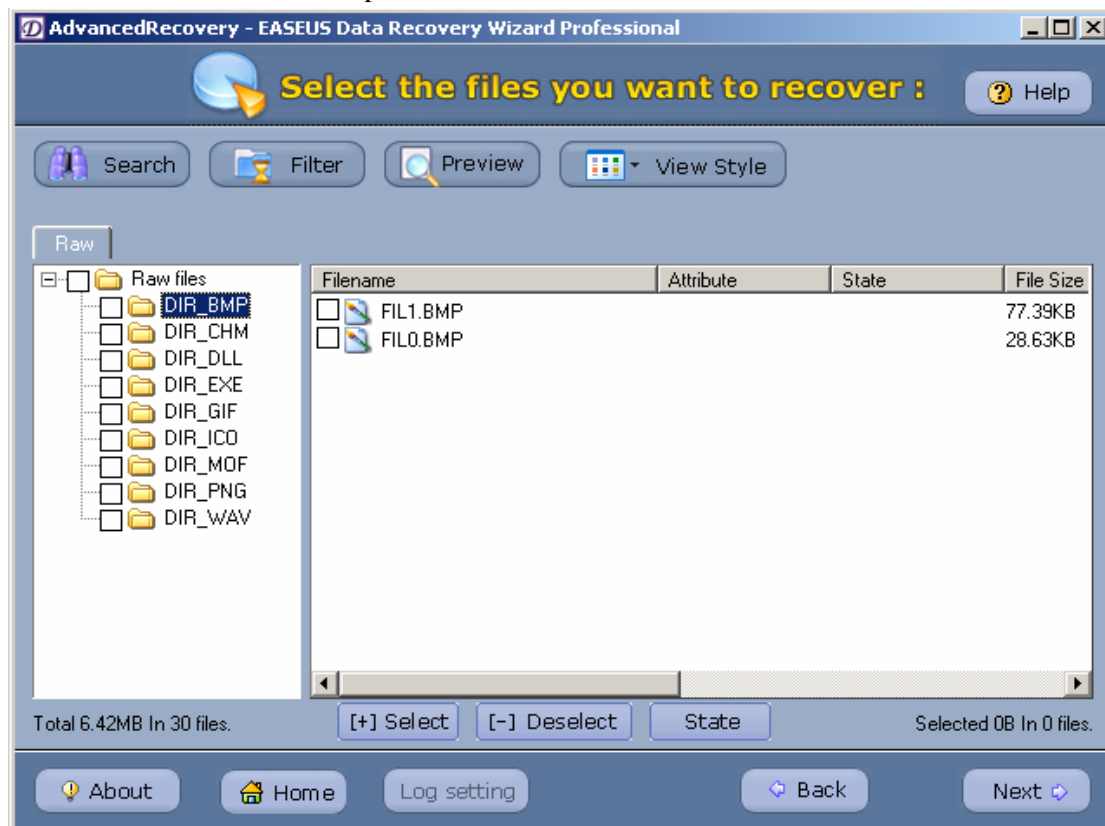 AdvancedRecovery - EASEUS Data Recovery Wizard Professional
Select the files you want to recover :
Help
Search Filter Preview View Style
Raw
Raw files
DIR_BMP
DIR_CHM
DIR_DLL
DIR_EXE
DIR_GIF
DIR_ICO
DIR_MOF
DIR_PNG
DIR_WAV
Filename Attribute State File Size
FIL1.BMP 77.39KB
FIL0.BMP 28.63KB
Total 6.42MB In 30 files. [+] Select [-] Deselect State Selected 0B In 0 files.
About Home Log setting Back Next